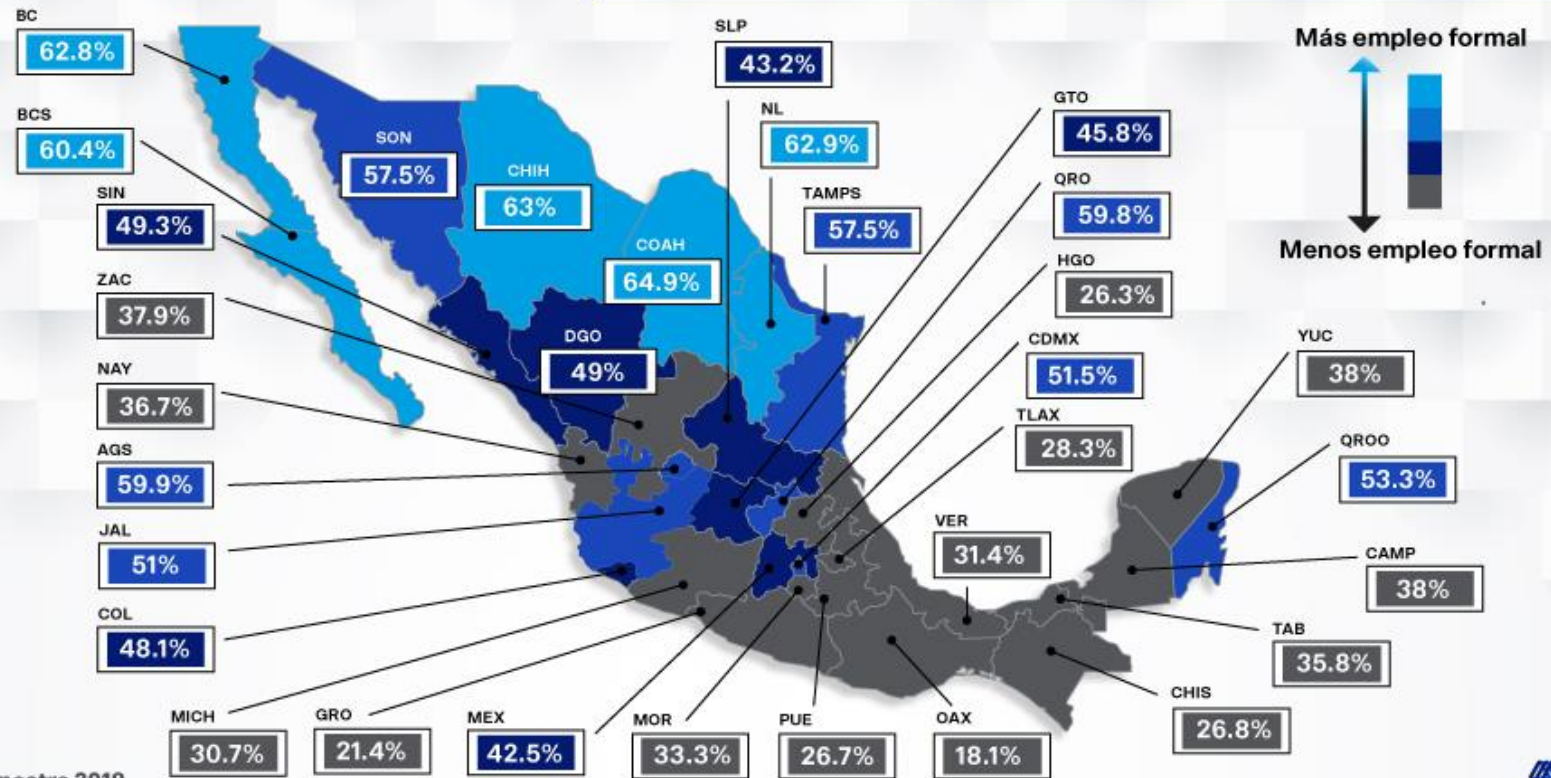 BC
62.8%
BCS
60.4%
SIN
49.3%
ZAC
37.9%
NAY
36.7%
AGS
59.9%
JAL
51%
COL
48.1%
MICH
30.7%
GRO
21.4%
MEX
42.5%
MOR
33.3%
PUE
26.7%
OAX
18.1%
SON
57.5%
CHIH
63%
COAH
64.9%
DGO
49%
SLP
43.2%
NL
62.9%
TAMPS
57.5%
GTO
45.8%
QRO
59.8%
HGO
26.3%
CDMX
51.5%
TLAX
28.3%
VER
31.4%
YUC
38%
QROO
53.3%
CAMP
38%
TAB
35.8%
CHIS
26.8%
Más empleo formal
Menos empleo formal